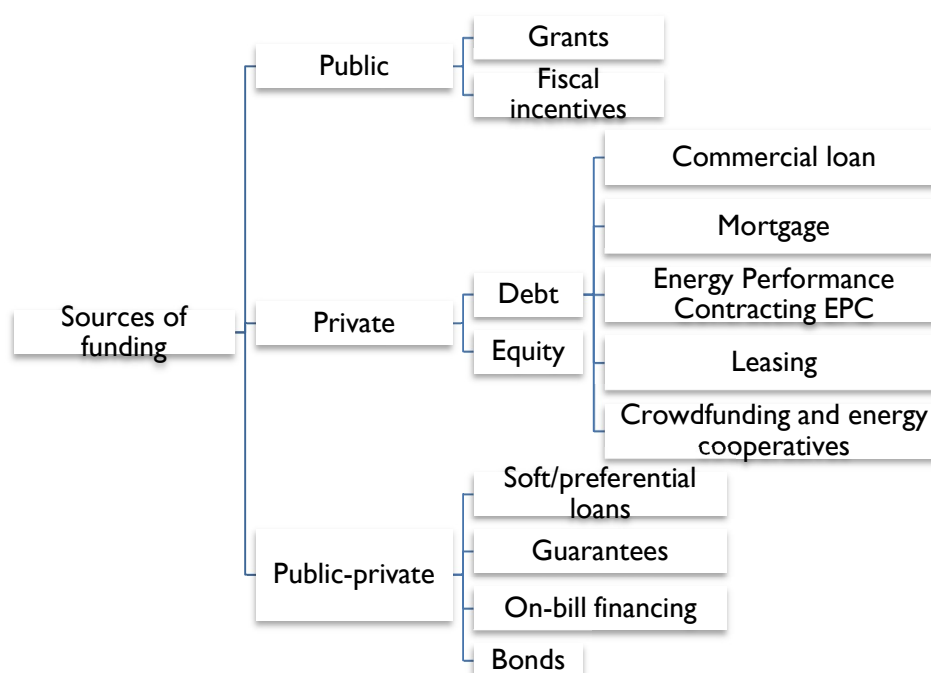 Sources of
funding
Public
Grants
Fiscal
incentives
Private
Debt
Commercial loan
Mortgage
Energy Performance
Contracting EPC
Leasing
Crowdfunding and energy
cooperatives
Equity
Public-private
Soft/preferential
loans
Guarantees
On-bill financing
Bonds